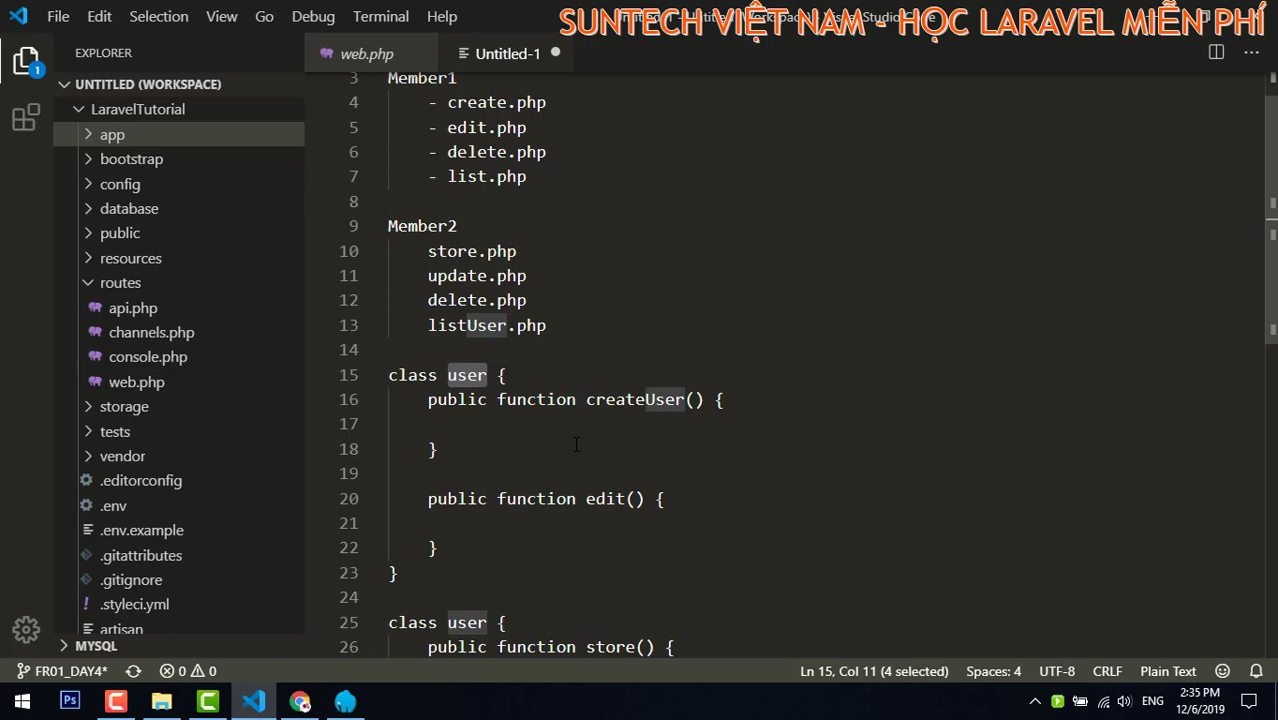 File Edit Selection View Go Debug Terminal Help
SUNTECH VIỆT NAM - HỌC LARAVEL MIỄN PHÍ
EXPLORER
web.php
Untitled-1
1
UNTITLED (WORKSPACE)
LaravelTutorial
app
bootstrap
config
database
public
resources
routes
api.php
channels.php
console.php
web.php
storage
tests
vendor
.editorconfig
.env
.env.example
.gitattributes
.gitignore
.styleci.yml
artisan
MYSQL
3 Member1
4 - create.php
5 - edit.php
6 - delete.php
7 - list.php
8
9 Member2
10 store.php
11 update.php
12 delete.php
13 listUser.php
14
15 class user {
16 public function createUser() {
17
18 }
19
20 public function edit() {
21
22 }
23 }
24
25 class user {
26 public function store() {
FR01_DAY4* 0 0 Ln 15, Col 11 (4 selected) Spaces: 4 UTF-8 CRLF Plain Text
Ps
ENG
2:35 PM
12/6/2019